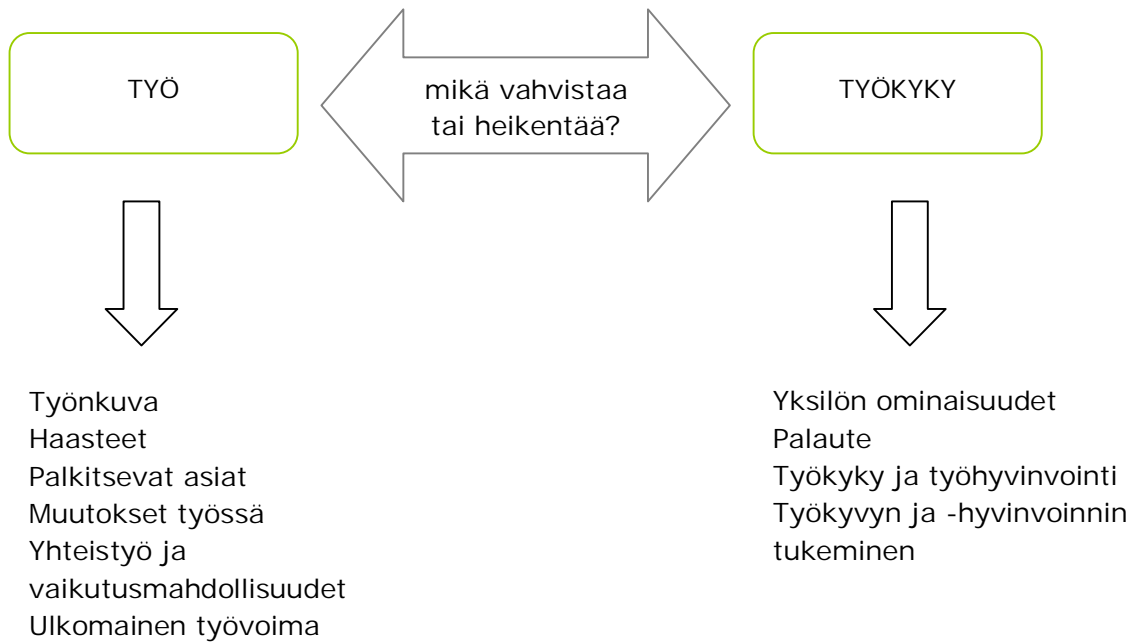 TYÖ
mikä vahvistaa
tai heikentää?
TYÖKYKY
Työnkuva
Haasteet
Palkitsevat asiat
Muutokset työssä
Yhteistyö ja
vaikutusmahdollisuudet
Ulkomainen työvoima
Yksilön ominaisuudet
Palaute
Työkyky ja työhyvinvointi
Työkyvyn ja -hyvinvoinnin
tukeminen